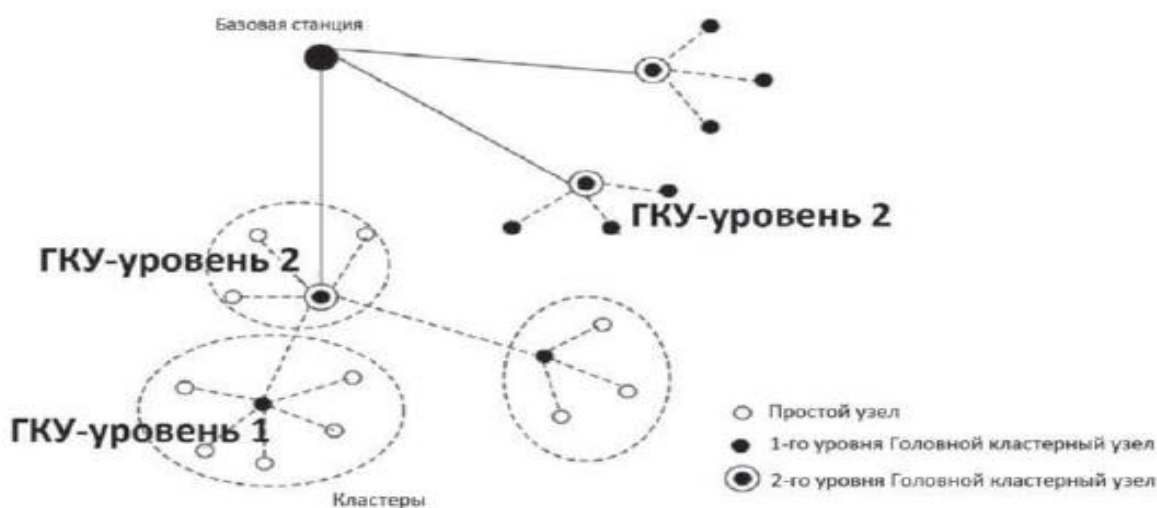 Базовая станция
ГКУ-уровень 2
ГКУ-уровень 2
ГКУ-уровень 1
Простой узел
1-го уровня Головной кластерный узел
2-го уровня Головной кластерный узел
Кластеры